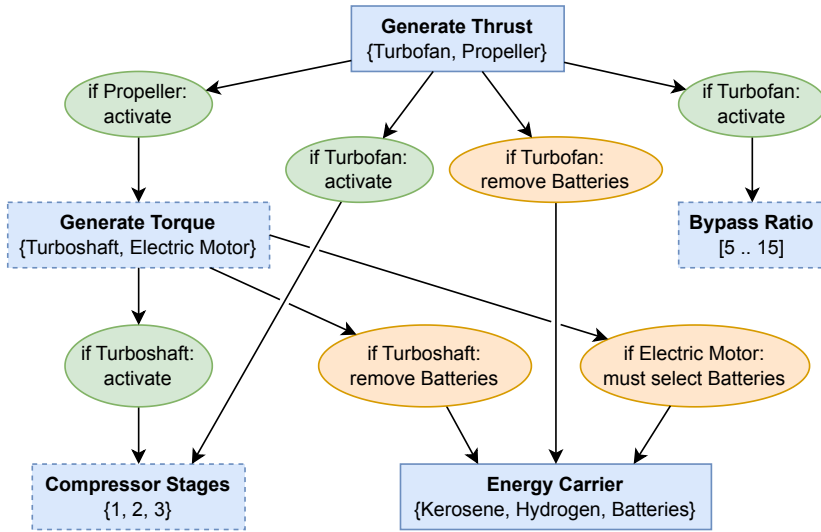 Generate Thrust
{Turbofan, Propeller}
if Propeller:
activate
if Turbofan:
activate
if Turbofan:
activate
if Turbofan:
remove Batteries
Generate Torque
{Turboshaft, Electric Motor}
Bypass Ratio
[5 .. 15]
if Turboshaft:
activate
if Turboshaft:
remove Batteries
if Electric Motor:
must select Batteries
Compressor Stages
{1, 2, 3}
Energy Carrier
{Kerosene, Hydrogen, Batteries}